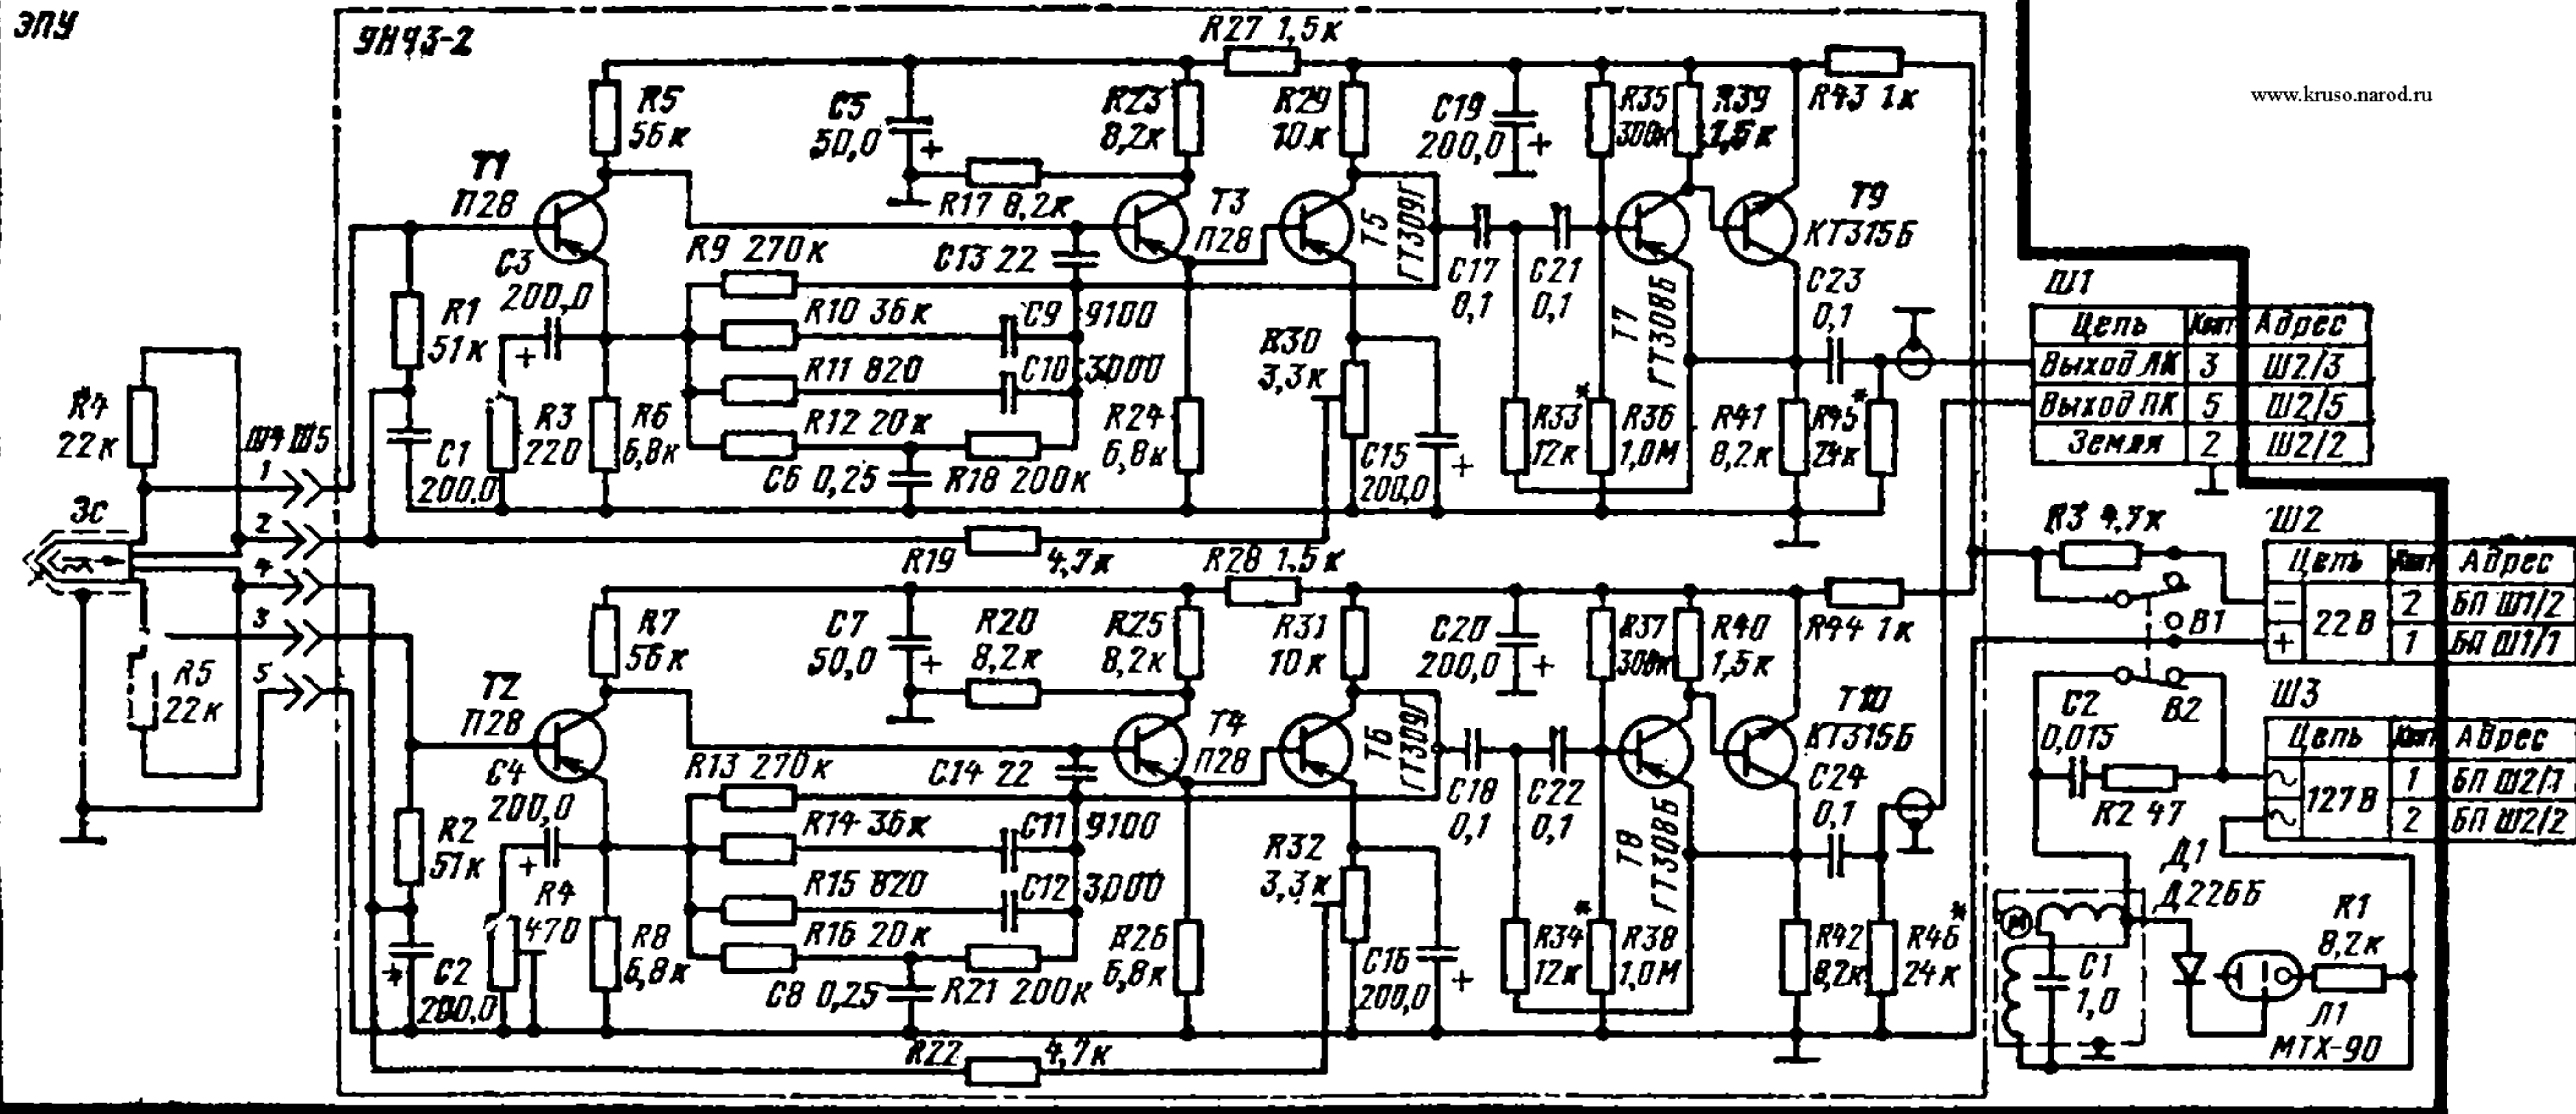 ЭПУ
УНЧЗ-2
www.kruso.narod.ru
R27 1,5к
R5
56к
C5
50,0
+
R23
8,2к
R29
10к
C19
200,0
+
R35
300к
R39
1,5к
R43 1к
T1
П28
R17 8,2к
T3
П28
T5
ГТ309Г
T9
КТ315Б
C3
200,0
+
R9 270к
C13 22
C17
0,1
C21
0,1
T7
ГТ308Б
C23
0,1
R1
51к
R10 36к
C9
9100
R30
3,3к
R11 820
C10
3000
R4
22к
Ш4 Ш5
C1
200,0
R3
220
R6
6,8к
R12 20к
R24
6,8к
C6 0,25
R18 200к
C15
200,0
+
R33
12к
*
R36
1,0М
R41
8,2к
*
R45
24к
Ш1
Цепь
Конт
Адрес
Выход ЛК
3
Ш2/3
Выход ПК
5
Ш2/5
Земля
2
Ш2/2
1
2
4
3
5
Эс
R19
4,7к
R5
22к
R28 1,5к
R7
56к
C7
50,0
+
R20
8,2к
R25
8,2к
R31
10к
C20
200,0
+
R37
300к
R40
1,5к
R44 1к
R3 4,7к
В1
Ш2
Цепь
Конт
Адрес
−
22 В
2
БП Ш1/2
+
1
БП Ш1/1
T2
П28
T4
П28
T6
ГТ309Г
T10
КТ315Б
C4
200,0
+
R13 270к
C14 22
C18
0,1
C22
0,1
T8
ГТ308Б
C24
0,1
В2
C2
0,015
R2 47
Ш3
Цепь
Конт
Адрес
~
127 В
1
БП Ш2/1
~
2
БП Ш2/2
R2
51к
R14 36к
C11
9100
R32
3,3к
R15 820
C12
3000
C2
200,0
+
R4
470
R8
6,8к
R16 20к
R26
6,8к
C8 0,25
R21 200к
C16
200,0
+
R34
12к
*
R38
1,0М
R42
8,2к
*
R46
24к
R22
4,7к
М
C1
1,0
Д1
Д226Б
R1
8,2к
Л1
МТХ-90